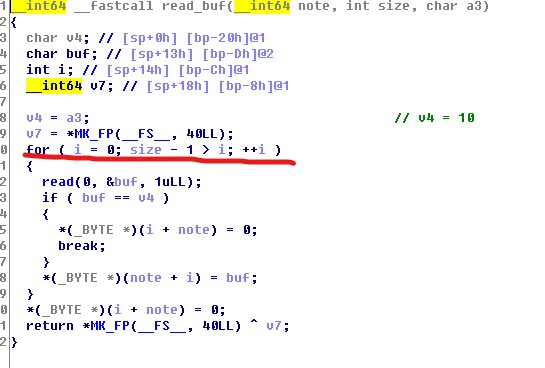 1 __int64 __fastcall read_buf(__int64 note, int size, char a3)
2 {
3   char v4; // [sp+0h] [bp-20h]@1
4   char buf; // [sp+13h] [bp-Dh]@2
5   int i; // [sp+14h] [bp-Ch]@1
6   __int64 v7; // [sp+18h] [bp-8h]@1
7
8   v4 = a3; // v4 = 10
9   v7 = *MK_FP(__FS__, 40LL);
0   for ( i = 0; size - 1 > i; ++i )
1   {
2     read(0, &buf, 1uLL);
3     if ( buf == v4 )
4     {
5       *(_BYTE *)(i + note) = 0;
6       break;
7     }
8     *(_BYTE *)(note + i) = buf;
9   }
0   *(_BYTE *)(i + note) = 0;
1   return *MK_FP(__FS__, 40LL) ^ v7;
2 }